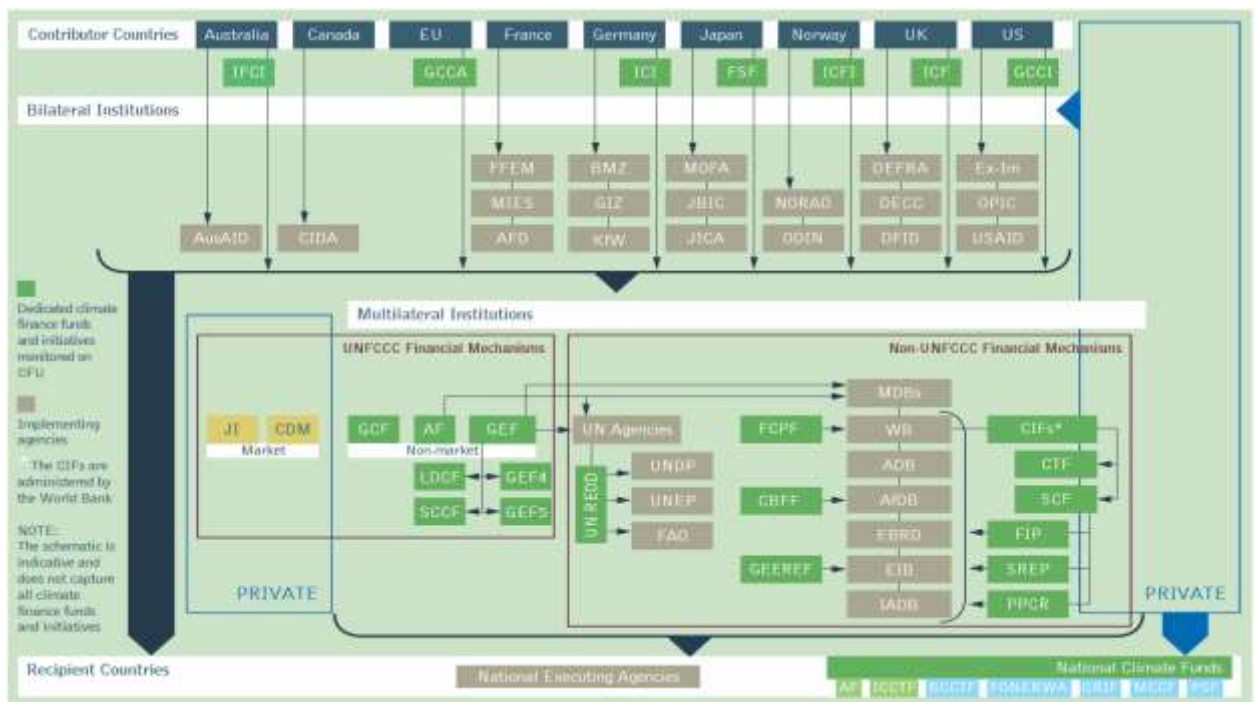 Contributor Countries
Australia
Canada
EU
France
Germany
Japan
Norway
UK
US
IFCI
GCCA
ICI
FSF
ICFI
ICF
GCCI
Bilateral Institutions
FFEM
BMZ
MOFA
DEFRA
Ex-Im
MIES
GIZ
JBIC
NORAD
DECC
OPIC
AusAID
CIDA
AFD
KfW
JICA
ODIN
DFID
USAID
Dedicated climate
finance funds
and initiatives
monitored on
CFU
Implementing
agencies
* The CIFs are
administered by
the World Bank
NOTE:
The schematic is
indicative and
does not capture
all climate
finance funds
and initiatives
Multilateral Institutions
UNFCCC Financial Mechanisms
Non-UNFCCC Financial Mechanisms
JI
CDM
Market
GCF
AF
GEF
Non-market
LDCF
GEF4
SCCF
GEF5
UN Agencies
UN REDD
UNDP
UNEP
FAO
MDBs
FCPF
WB
CIFs*
ADB
CTF
CBFF
AfDB
SCF
EBRD
FIP
GEEREF
EIB
SREP
IADB
PPCR
PRIVATE
PRIVATE
Recipient Countries
National Executing Agencies
National Climate Funds
AF
ICCTF
FONERWA
GRIF
MCCF
PSF